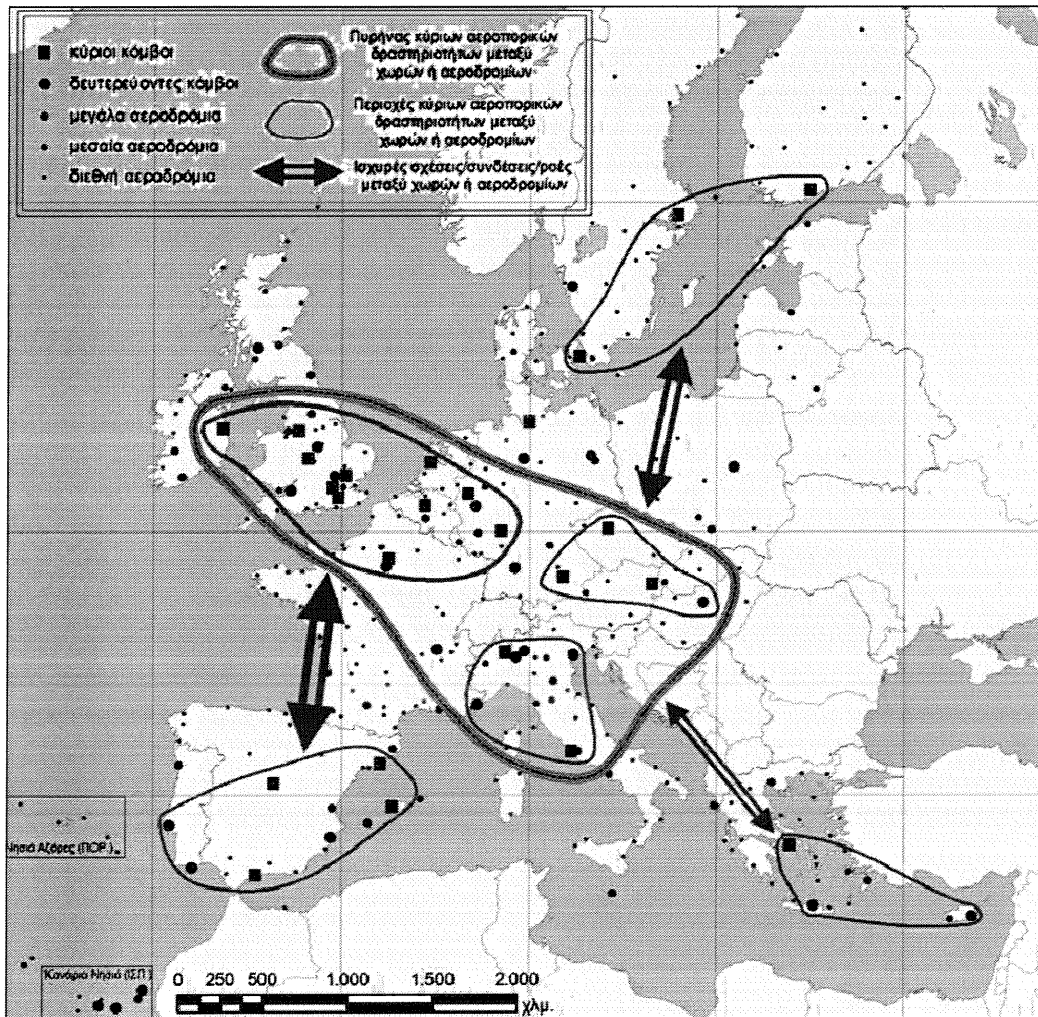 κύριοι κόμβοι
δευτερεύοντες κόμβοι
μεγάλα αεροδρόμια
μεσαία αεροδρόμια
διεθνή αεροδρόμια
Πυρήνας κύριων αεροπορικών
δραστηριοτήτων μεταξύ
χωρών ή αεροδρομίων
Περιοχές κύριων αεροπορικών
δραστηριοτήτων μεταξύ
χωρών ή αεροδρομίων
Ισχυρές σχέσεις/συνδέσεις/ροές
μεταξύ χωρών ή αεροδρομίων
Νησιά Αζόρες (ΠΟΡ.)
Κανάρια Νησιά (ΙΣΠ.)
0 250 500 1.000 1.500 2.000
χλμ.